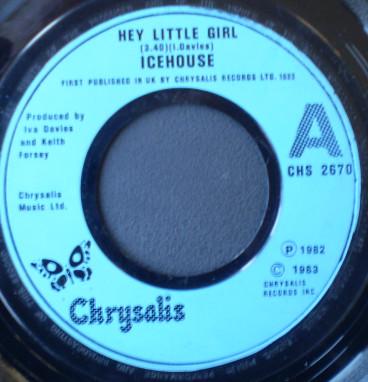 HEY LITTLE GIRL
(3.40)(I.Davies)
ICEHOUSE
FIRST PUBLISHED IN UK BY CHRYSALIS RECORDS LTD. 1983
Produced by
Iva Davies
and Keith
Forsey
A
CHS 2670
Chrysalis
Music Ltd.
P 1982
© 1983
CHRYSALIS
RECORDS INC.
Chrysalis